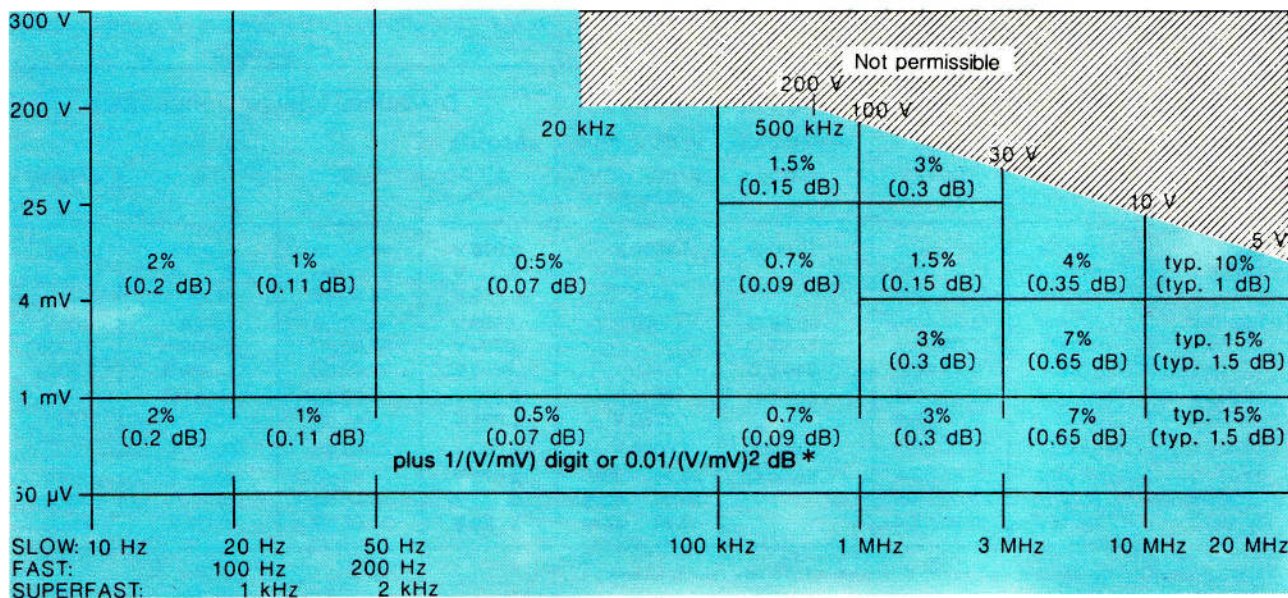 300 V
Not permissible
200 V
200 V
100 V
20 kHz
500 kHz
1.5%
(0.15 dB)
3%
(0.3 dB)
30 V
25 V
10 V
5 V
2%
(0.2 dB)
1%
(0.11 dB)
0.5%
(0.07 dB)
0.7%
(0.09 dB)
1.5%
(0.15 dB)
4%
(0.35 dB)
typ. 10%
(typ. 1 dB)
4 mV
3%
(0.3 dB)
7%
(0.65 dB)
typ. 15%
(typ. 1.5 dB)
1 mV
2%
(0.2 dB)
1%
(0.11 dB)
0.5%
(0.07 dB)
0.7%
(0.09 dB)
3%
(0.3 dB)
7%
(0.65 dB)
typ. 15%
(typ. 1.5 dB)
plus 1/(V/mV) digit or 0.01/(V/mV)2 dB *
50 µV
SLOW: 10 Hz 20 Hz 50 Hz 100 kHz 1 MHz 3 MHz 10 MHz 20 MHz
FAST: 100 Hz 200 Hz
SUPERFAST: 1 kHz 2 kHz